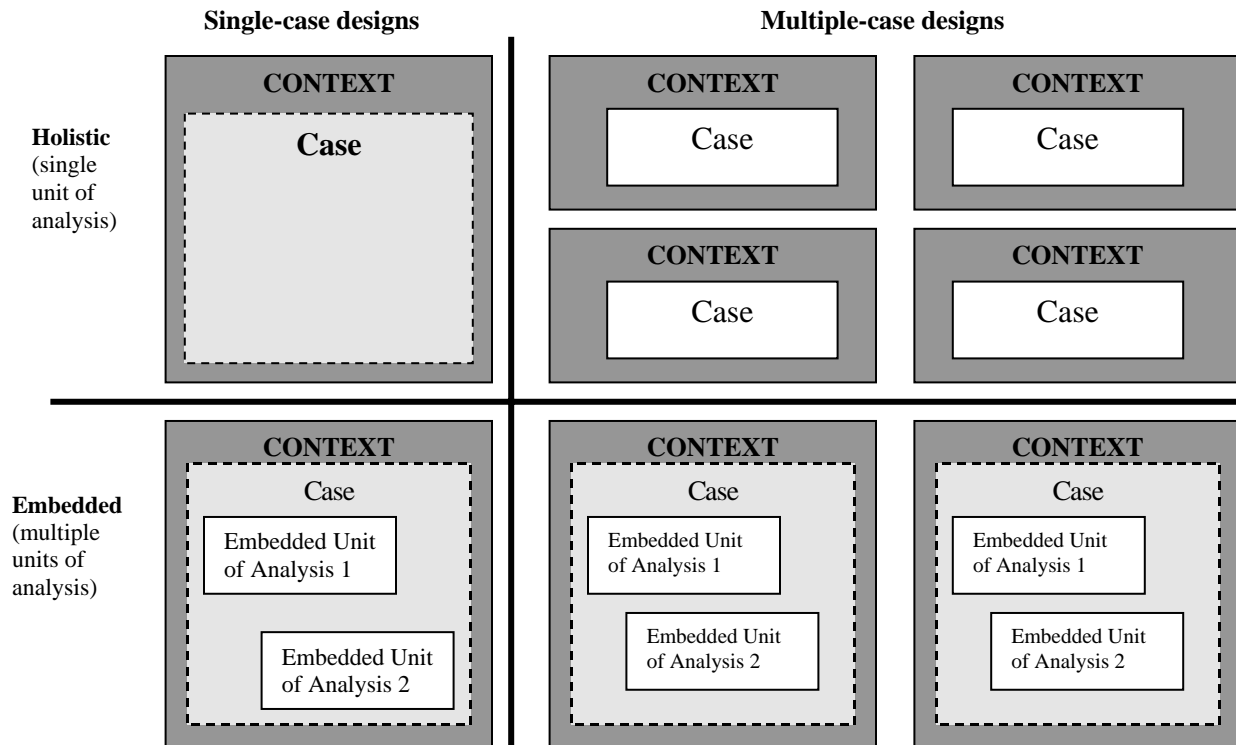 Single-case designs
Multiple-case designs
Holistic
(single
unit of
analysis)
CONTEXT
Case
CONTEXT
Case
CONTEXT
Case
CONTEXT
Case
CONTEXT
Case
Embedded
(multiple
units of
analysis)
CONTEXT
Case
Embedded Unit
of Analysis 1
Embedded Unit
of Analysis 2
CONTEXT
Case
Embedded Unit
of Analysis 1
Embedded Unit
of Analysis 2
CONTEXT
Case
Embedded Unit
of Analysis 1
Embedded Unit
of Analysis 2